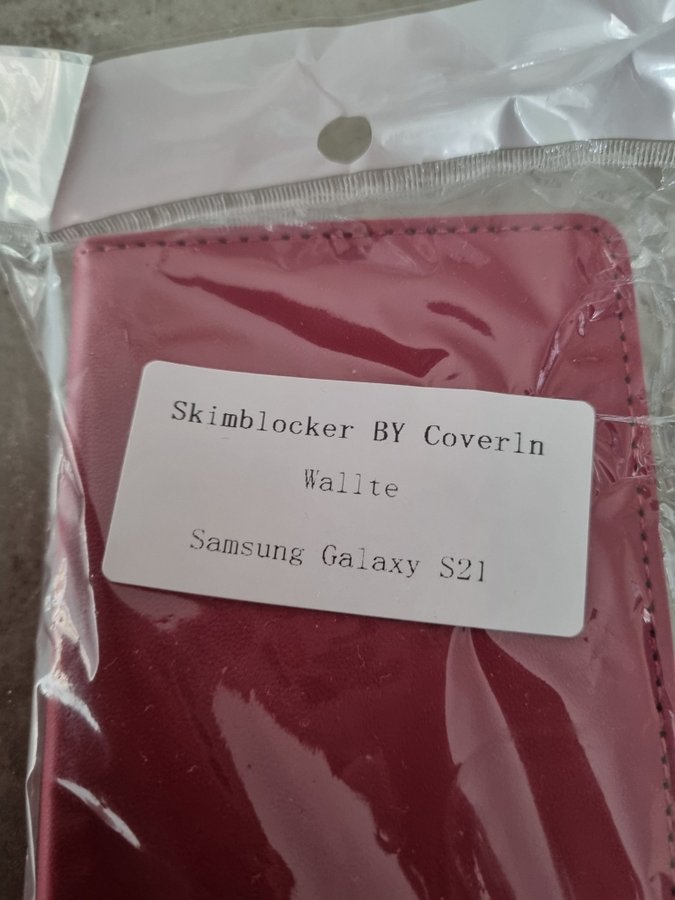 Skimblocker BY Coverln
Wallte
Samsung Galaxy S21